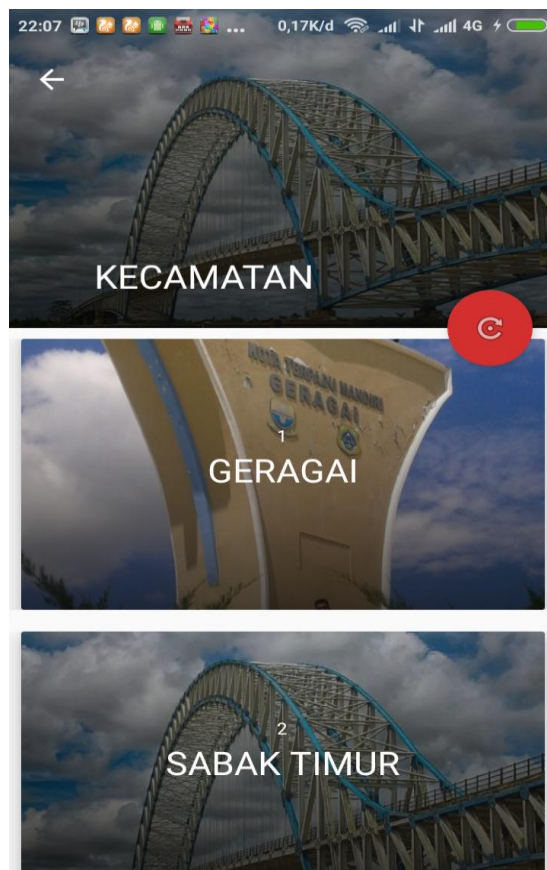 22:07 ... 0,17K/d 4G
KECAMATAN
KOTA TERPADU MANDIRI
GERAGAI
1
GERAGAI
2
SABAK TIMUR